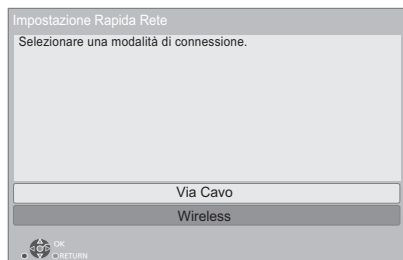 Impostazione Rapida Rete
Selezionare una modalità di connessione.
Via Cavo
Wireless
OK
RETURN